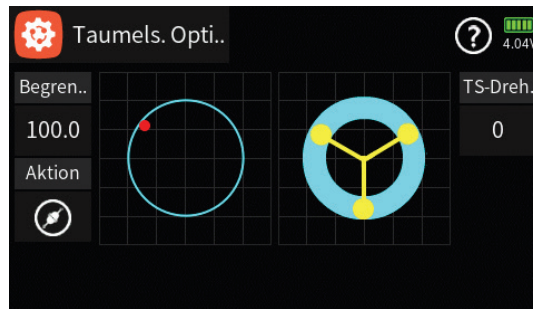 Taumels. Opti..
4.04V
Begren..
TS-Dreh.
100.0
0
Aktion